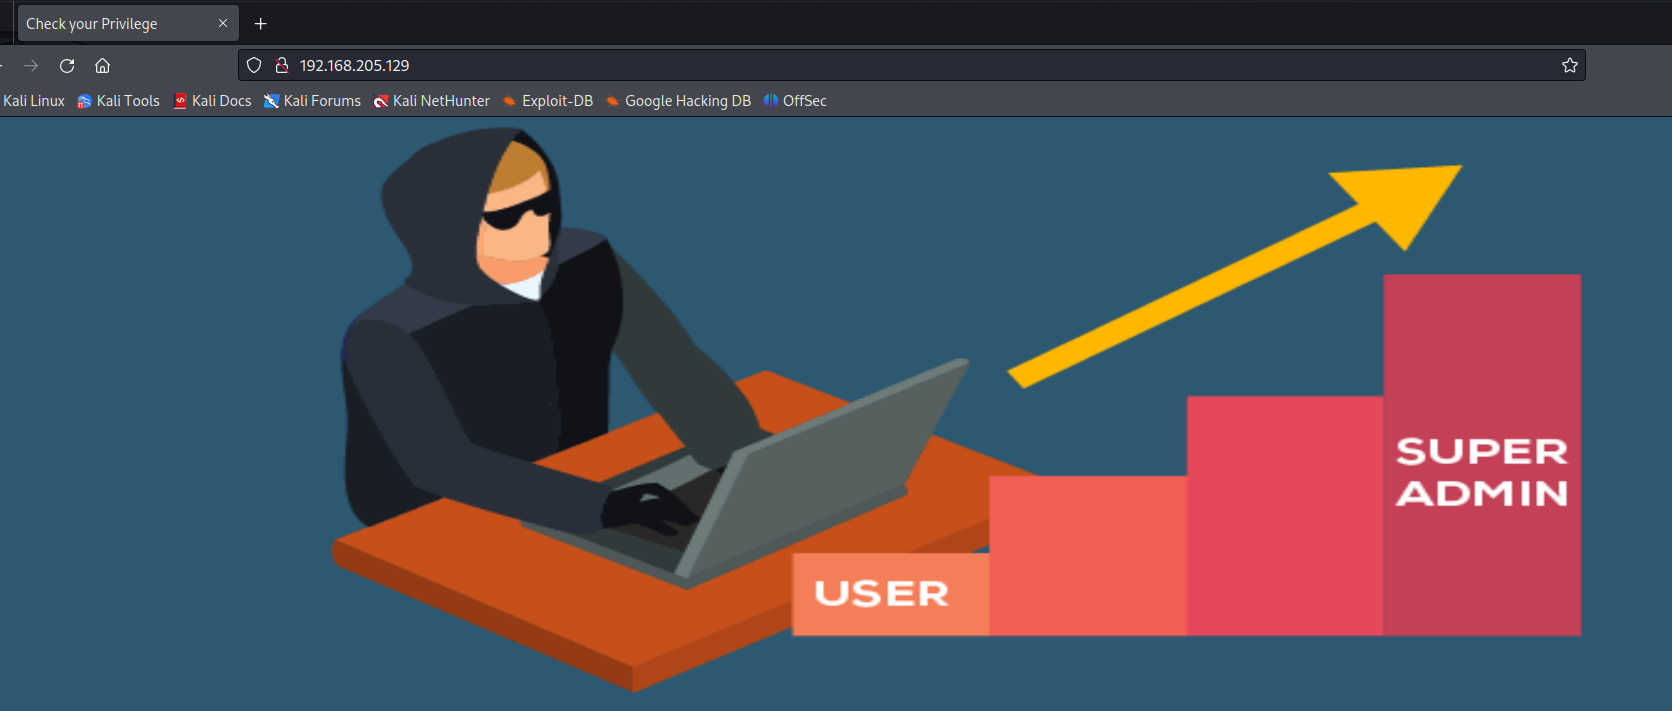 Check your Privilege
192.168.205.129
Kali Linux Kali Tools Kali Docs Kali Forums Kali NetHunter Exploit-DB Google Hacking DB OffSec
SUPER
ADMIN
USER